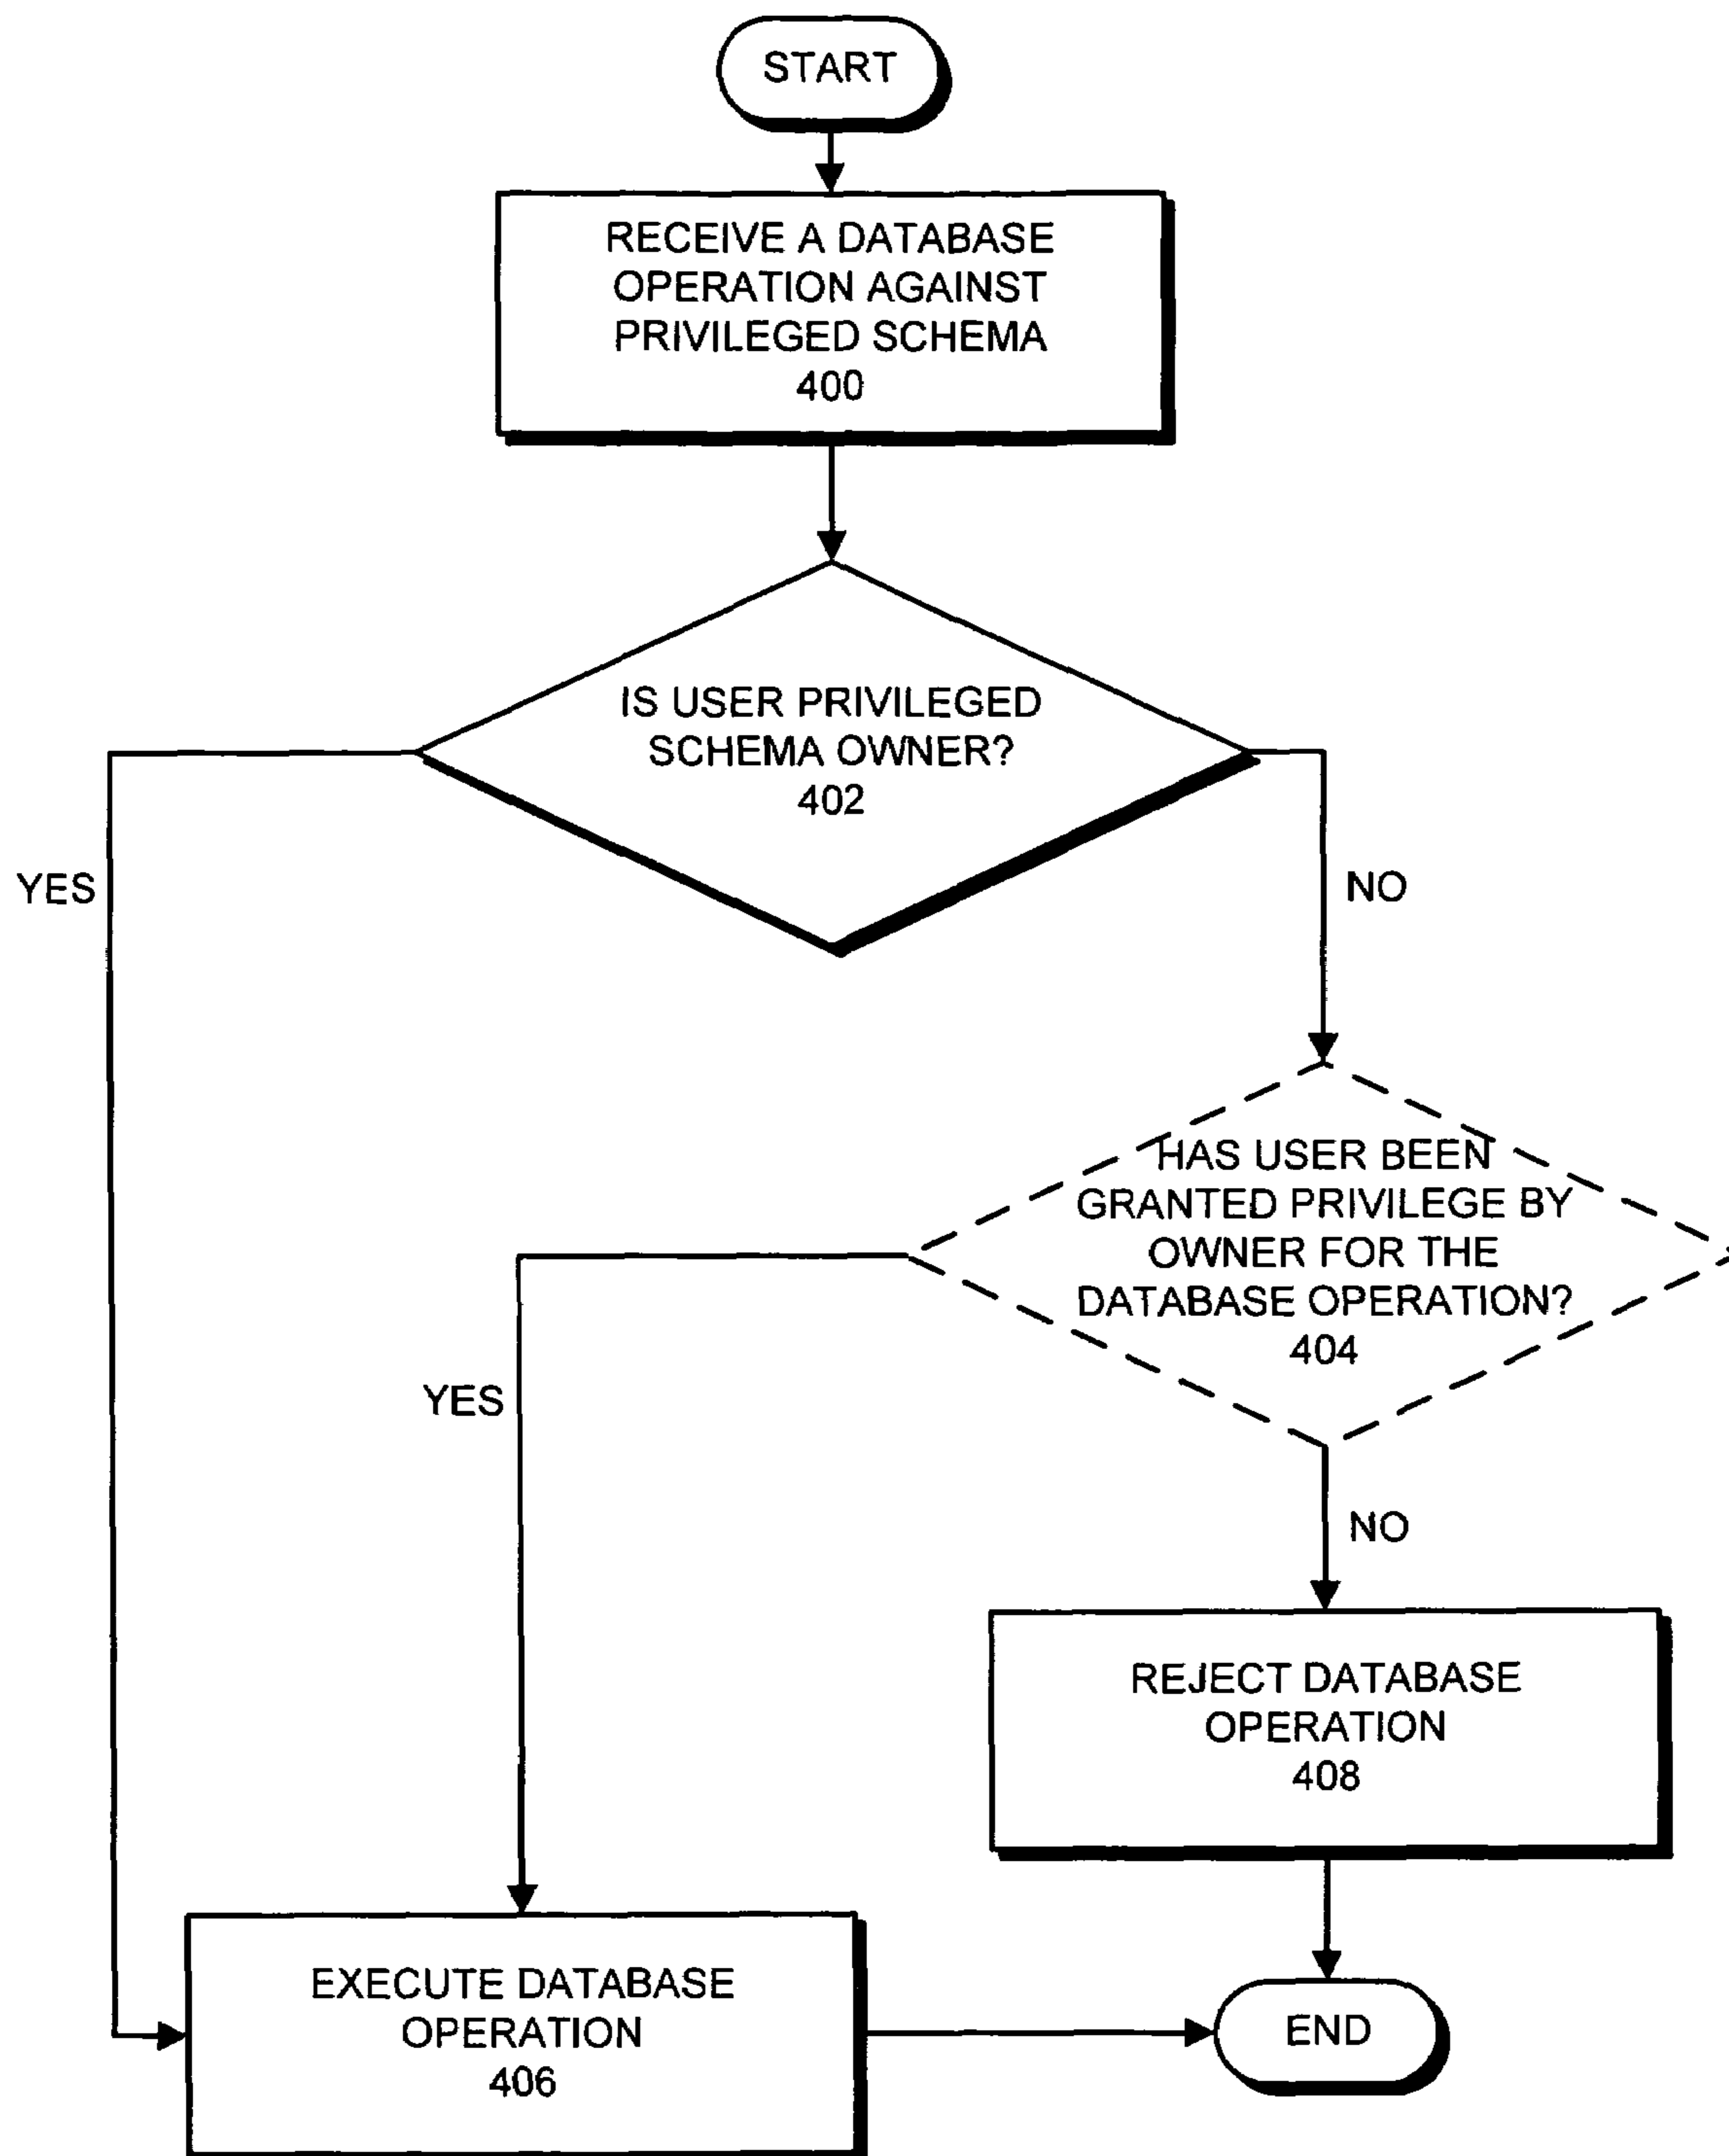 START
RECEIVE A DATABASE
OPERATION AGAINST
PRIVILEGED SCHEMA
400
IS USER PRIVILEGED
SCHEMA OWNER?
402
YES
NO
HAS USER BEEN
GRANTED PRIVILEGE BY
OWNER FOR THE
DATABASE OPERATION?
404
YES
NO
REJECT DATABASE
OPERATION
408
EXECUTE DATABASE
OPERATION
406
END